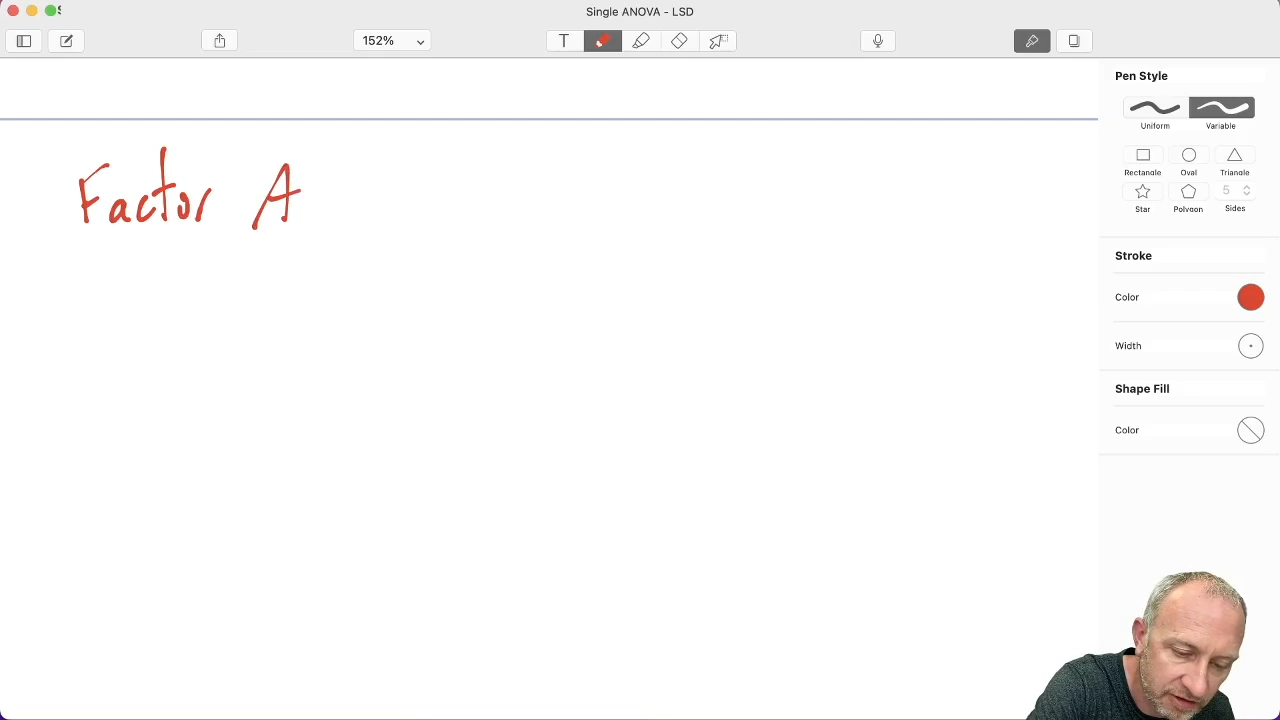 Single ANOVA - LSD
152%
T
Factor A
Pen Style
Uniform
Variable
Rectangle
Oval
Triangle
Star
Polygon
5
Sides
Stroke
Color
Width
Shape Fill
Color